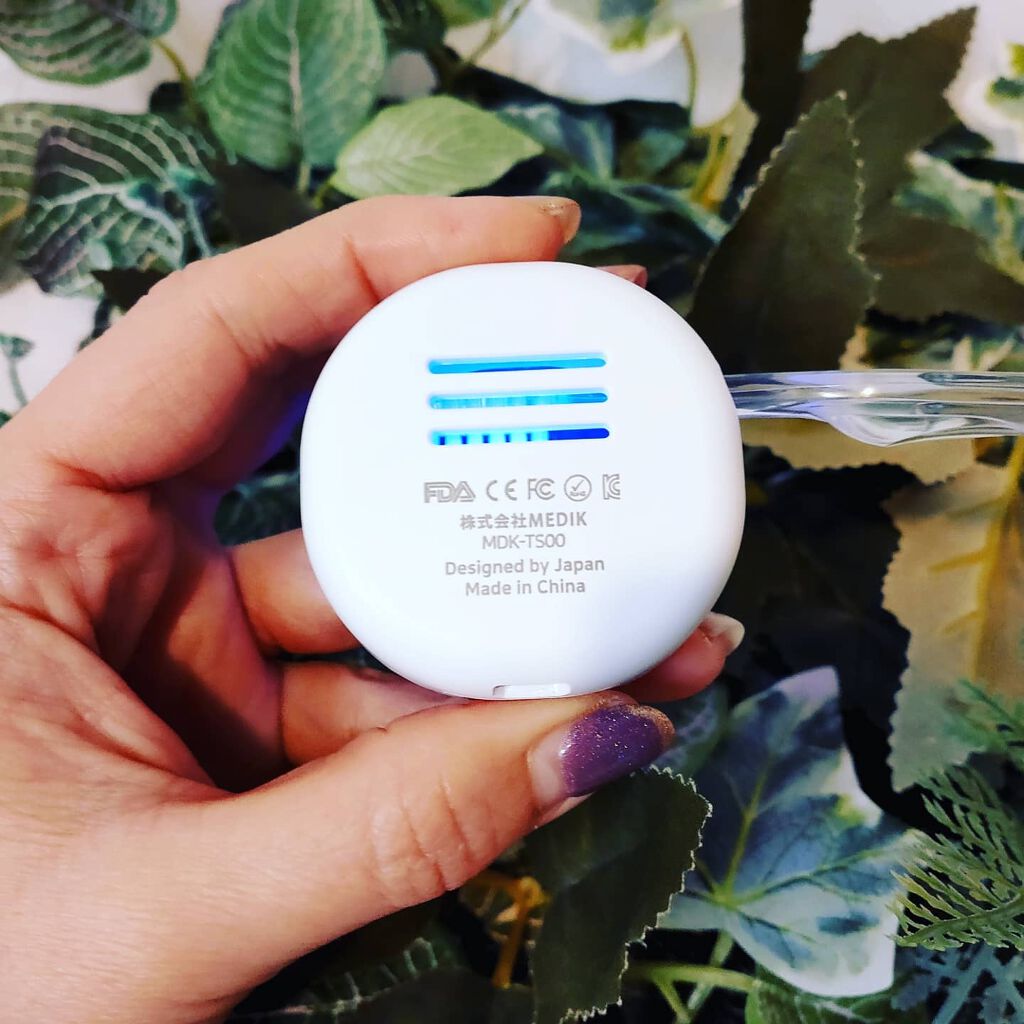 FDA CE FC
株式会社MEDIK
MDK-TS00
Designed by Japan
Made in China